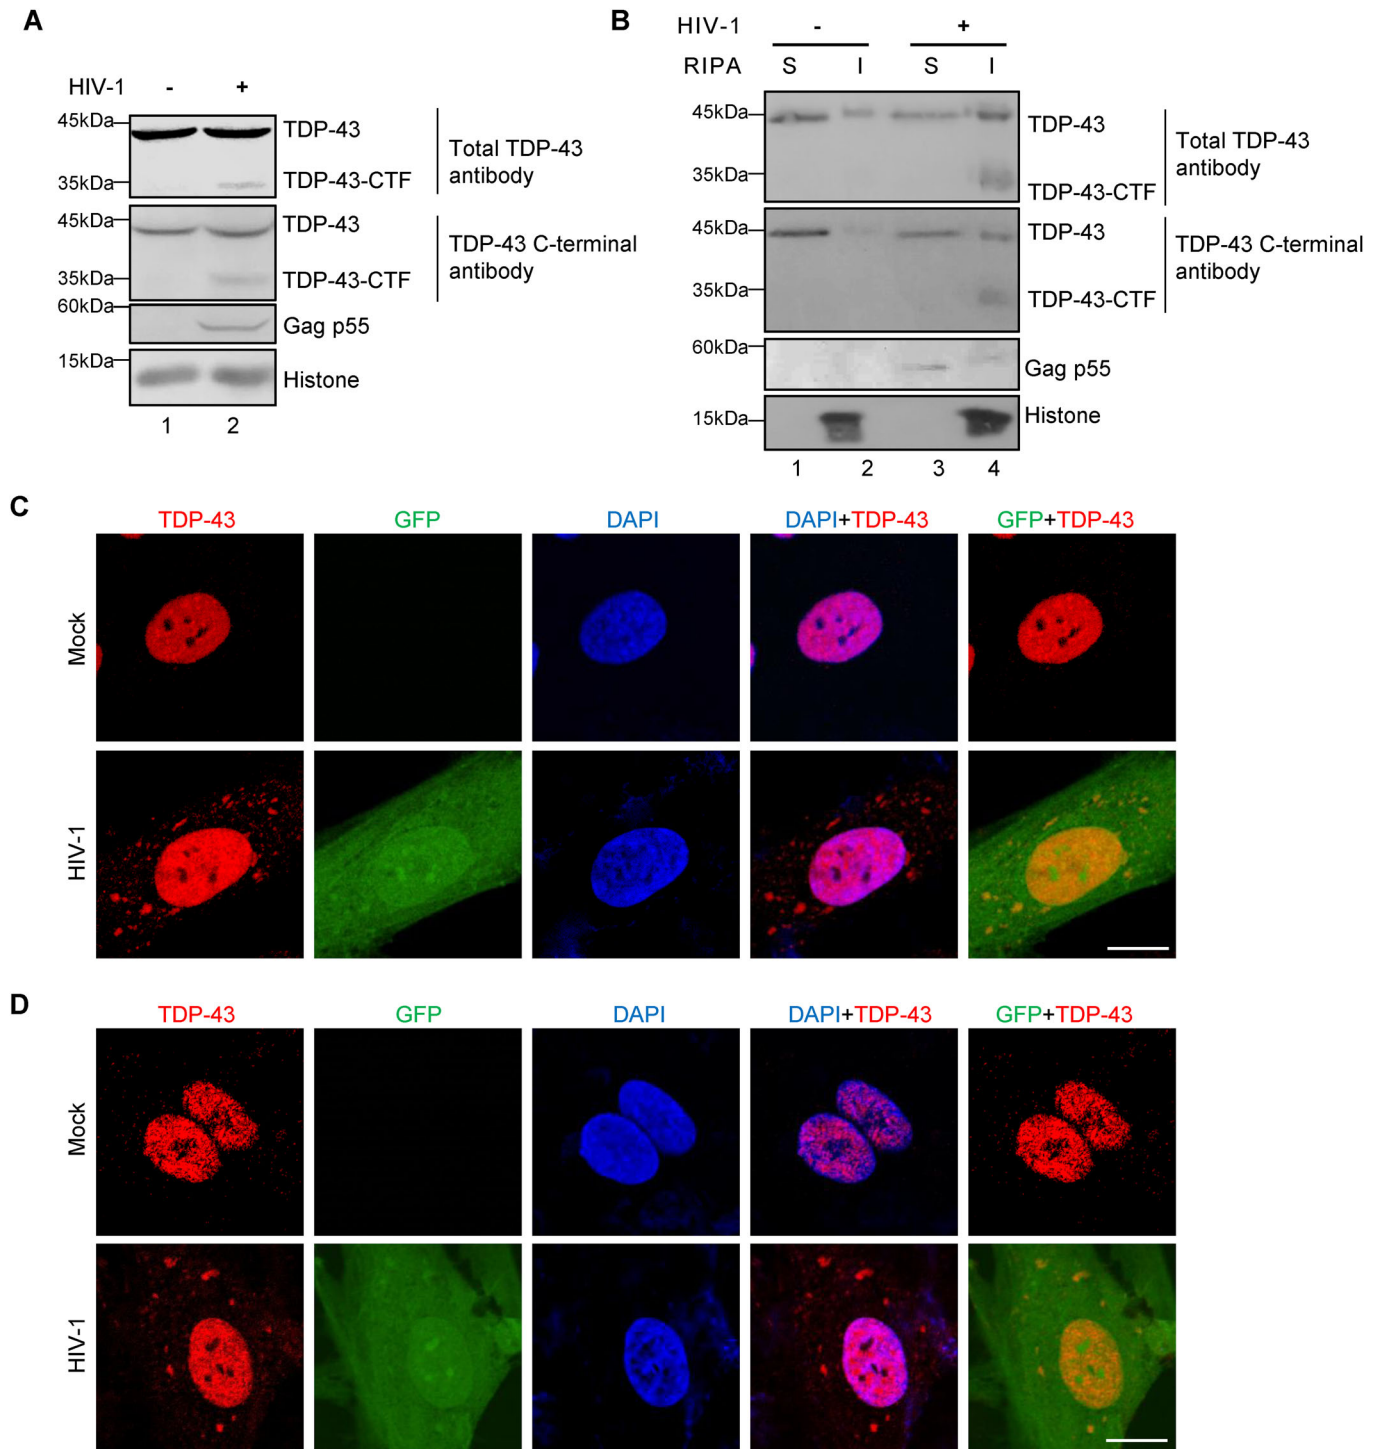 A
HIV-1 - +
45kDa TDP-43
35kDa TDP-43-CTF
Total TDP-43
antibody
45kDa TDP-43
35kDa TDP-43-CTF
TDP-43 C-terminal
antibody
60kDa Gag p55
15kDa Histone
1 2
B
HIV-1 - +
RIPA S I S I
45kDa TDP-43
35kDa TDP-43-CTF
Total TDP-43
antibody
45kDa TDP-43
35kDa TDP-43-CTF
TDP-43 C-terminal
antibody
60kDa Gag p55
15kDa Histone
1 2 3 4
C
TDP-43 GFP DAPI DAPI+TDP-43 GFP+TDP-43
Mock
HIV-1
D
TDP-43 GFP DAPI DAPI+TDP-43 GFP+TDP-43
Mock
HIV-1